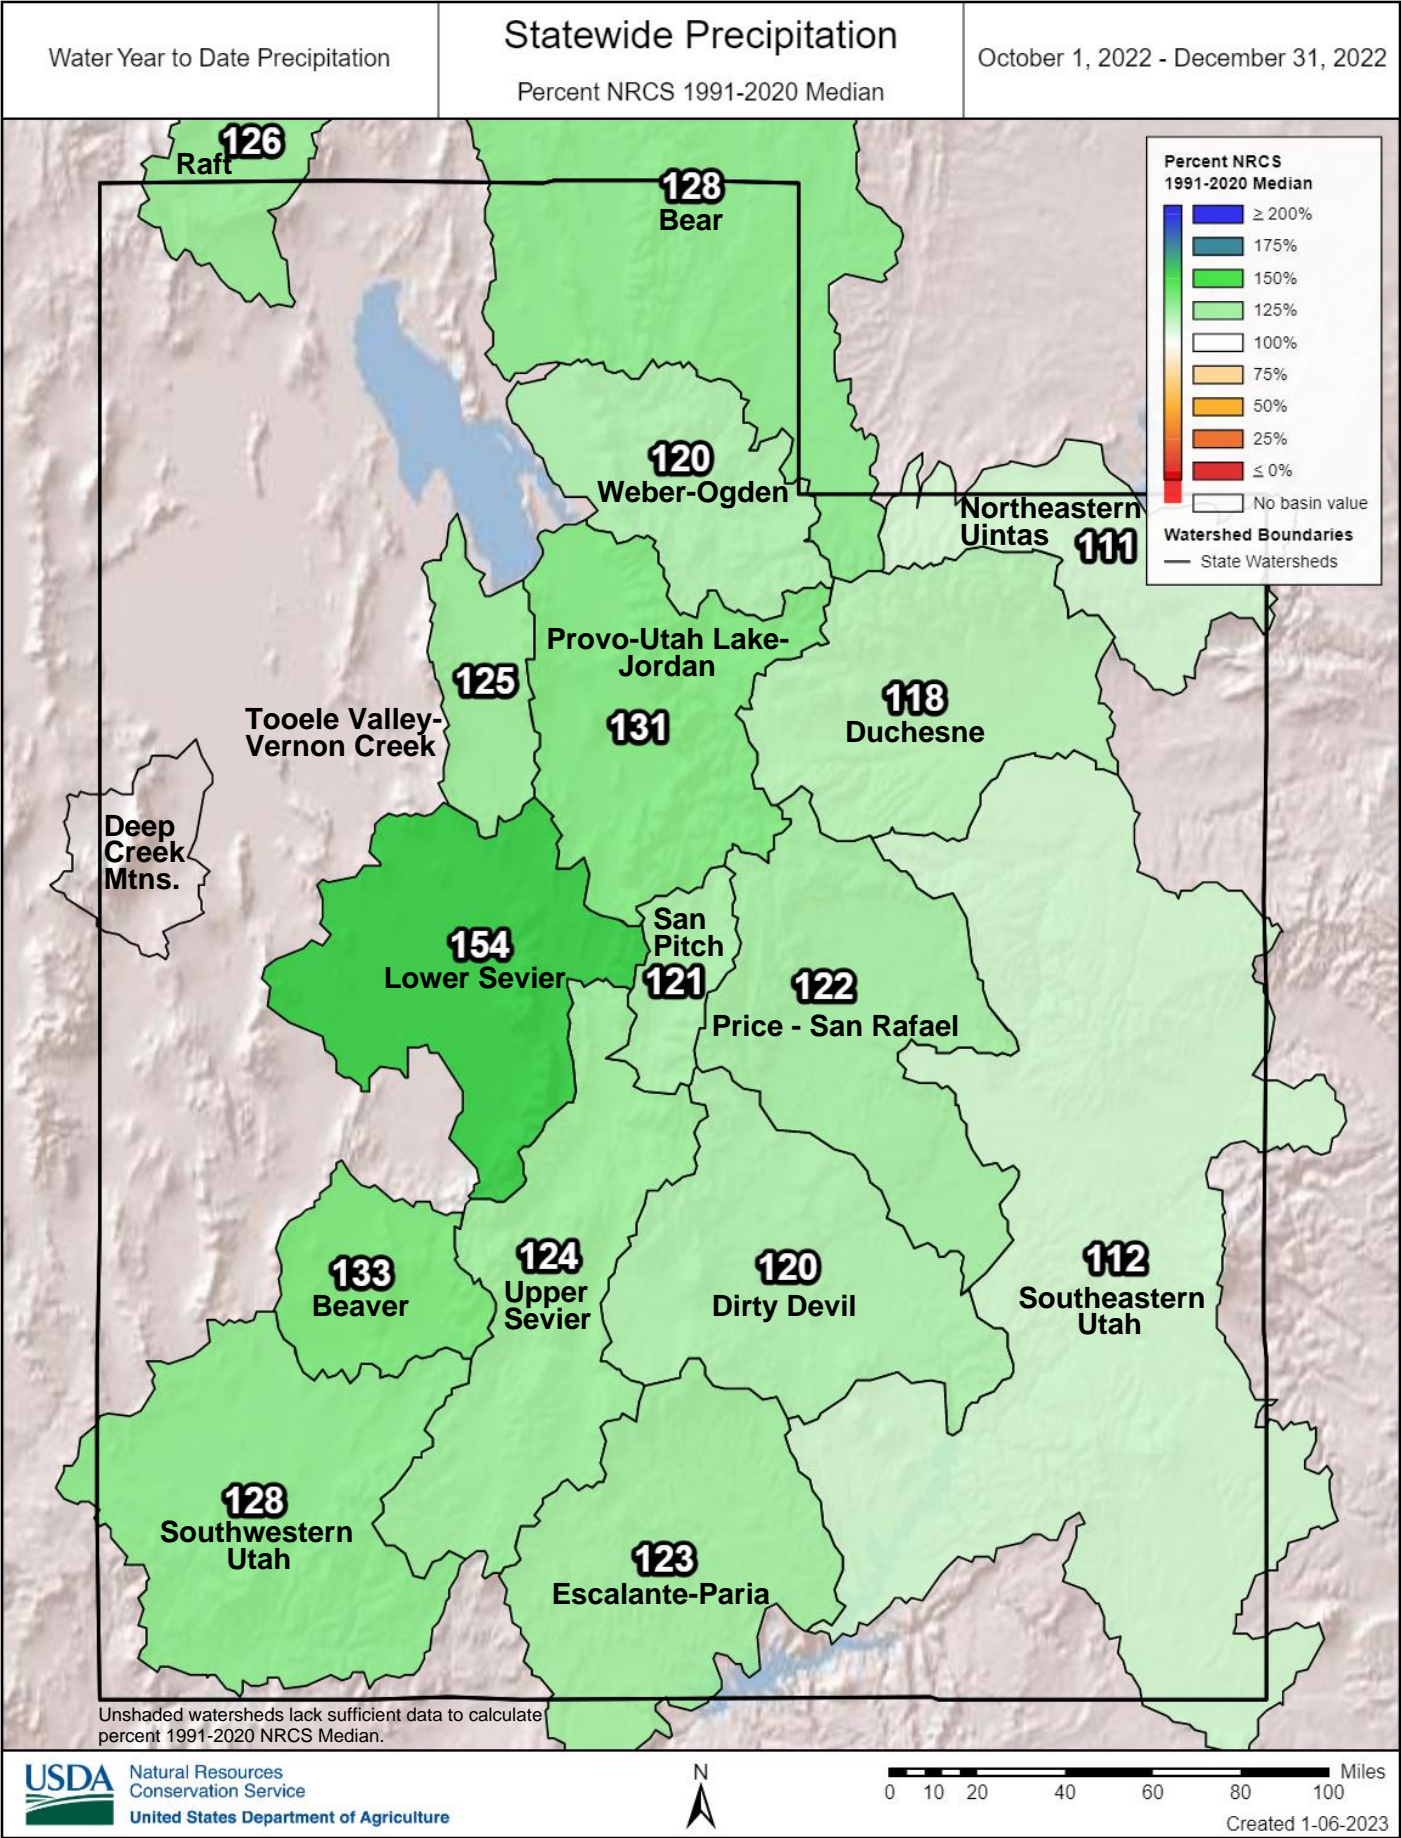 Water Year to Date Precipitation
Statewide Precipitation
Percent NRCS 1991-2020 Median
October 1, 2022 - December 31, 2022
Percent NRCS
1991-2020 Median
≥ 200%
175%
150%
125%
100%
75%
50%
25%
≤ 0%
No basin value
Watershed Boundaries
State Watersheds
126
Raft
128
Bear
120
Weber-Ogden
Northeastern
Uintas
111
Provo-Utah Lake-
Jordan
131
125
Tooele Valley-
Vernon Creek
118
Duchesne
Deep
Creek
Mtns.
154
Lower Sevier
San
Pitch
121
122
Price - San Rafael
133
Beaver
124
Upper
Sevier
120
Dirty Devil
112
Southeastern
Utah
128
Southwestern
Utah
123
Escalante-Paria
Unshaded watersheds lack sufficient data to calculate
percent 1991-2020 NRCS Median.
USDA
Natural Resources
Conservation Service
United States Department of Agriculture
N
Miles
0 10 20 40 60 80 100
Created 1-06-2023